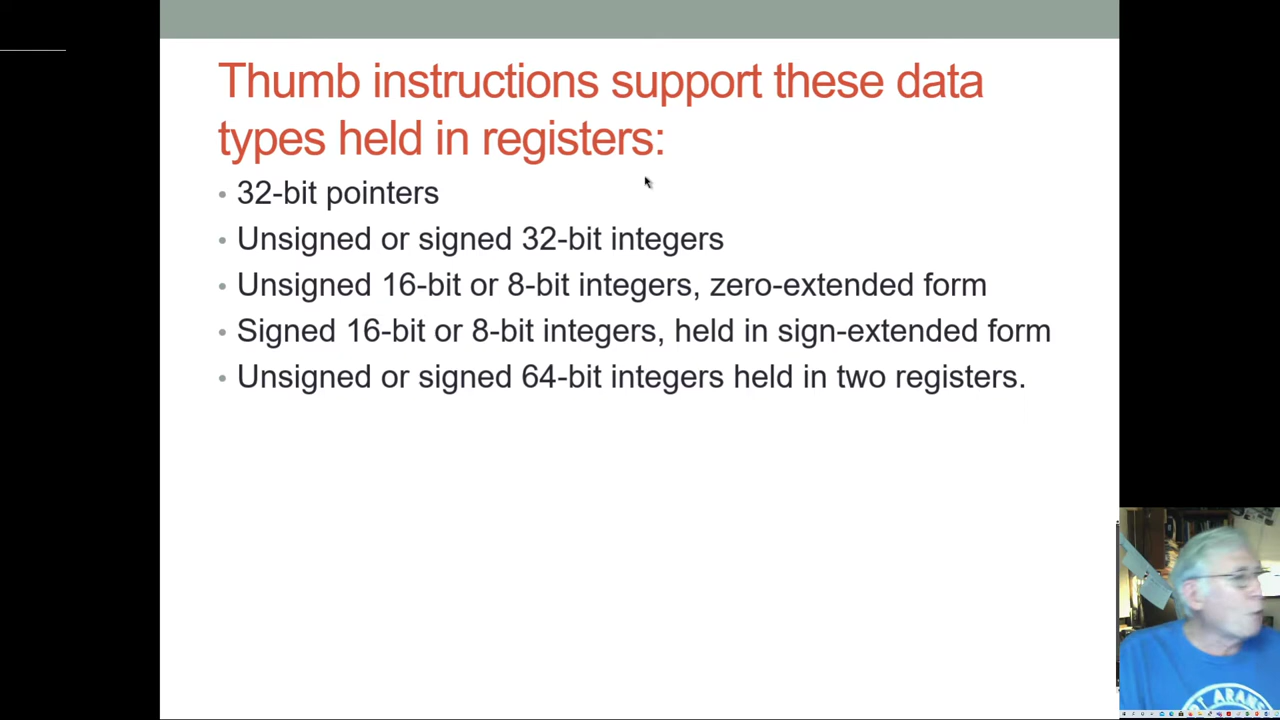 Thumb instructions support these data
types held in registers:
• 32-bit pointers
• Unsigned or signed 32-bit integers
• Unsigned 16-bit or 8-bit integers, zero-extended form
• Signed 16-bit or 8-bit integers, held in sign-extended form
• Unsigned or signed 64-bit integers held in two registers.